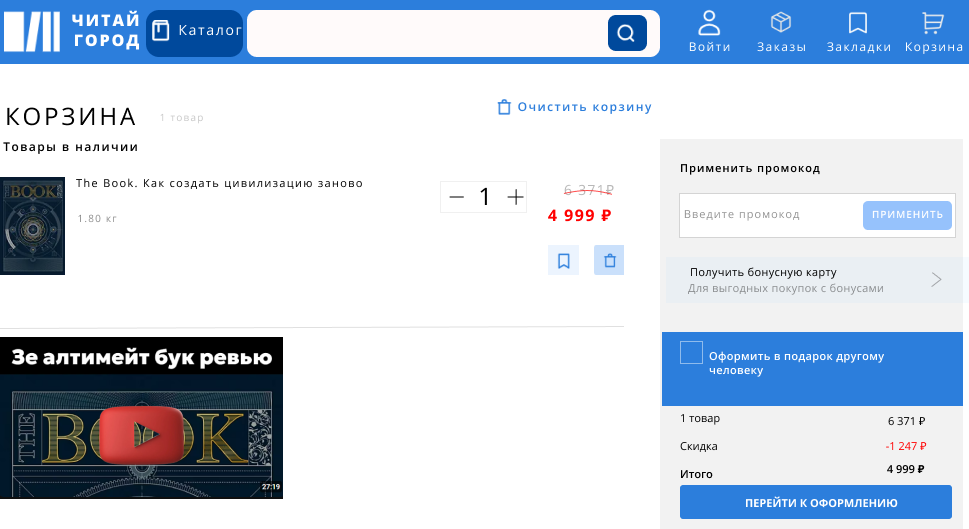 ЧИТАЙ
ГОРОД
Каталог
Войти
Заказы
Закладки
Корзина
КОРЗИНА
1 товар
Очистить корзину
Товары в наличии
The Book. Как создать цивилизацию заново
1.80 кг
BOOK
1
6 371₽
4 999 ₽
Применить промокод
Введите промокод
ПРИМЕНИТЬ
Получить бонусную карту
Для выгодных покупок с бонусами
Оформить в подарок другому
человеку
1 товар
6 371 ₽
Скидка
-1 247 ₽
Итого
4 999 ₽
ПЕРЕЙТИ К ОФОРМЛЕНИЮ
Зе алтимейт бук ревью
THE
BOOK
27:19